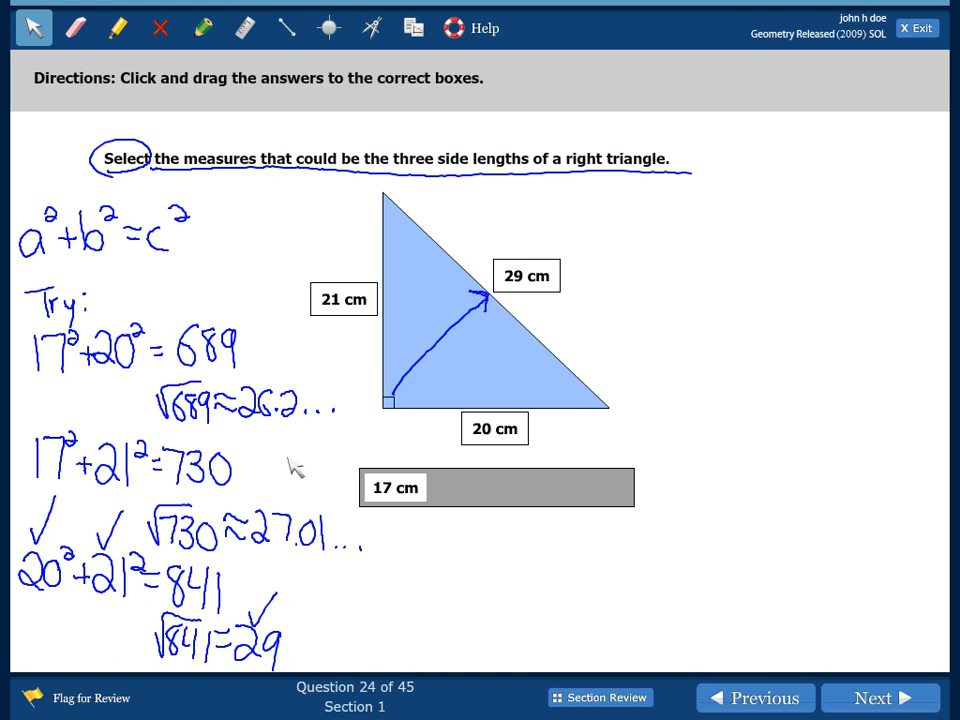 john h doe
Help
Geometry Released (2009) SOL
X Exit
Directions: Click and drag the answers to the correct boxes.
Select the measures that could be the three side lengths of a right triangle.
a² + b² = c²
Try:
17² + 20² = 689
√689 ≈ 26.2...
17² + 21² = 730
√730 ≈ 27.01...
20² + 21² = 841
√841 = 29
29 cm
21 cm
20 cm
17 cm
Flag for Review
Question 24 of 45
Section 1
Section Review
Previous
Next